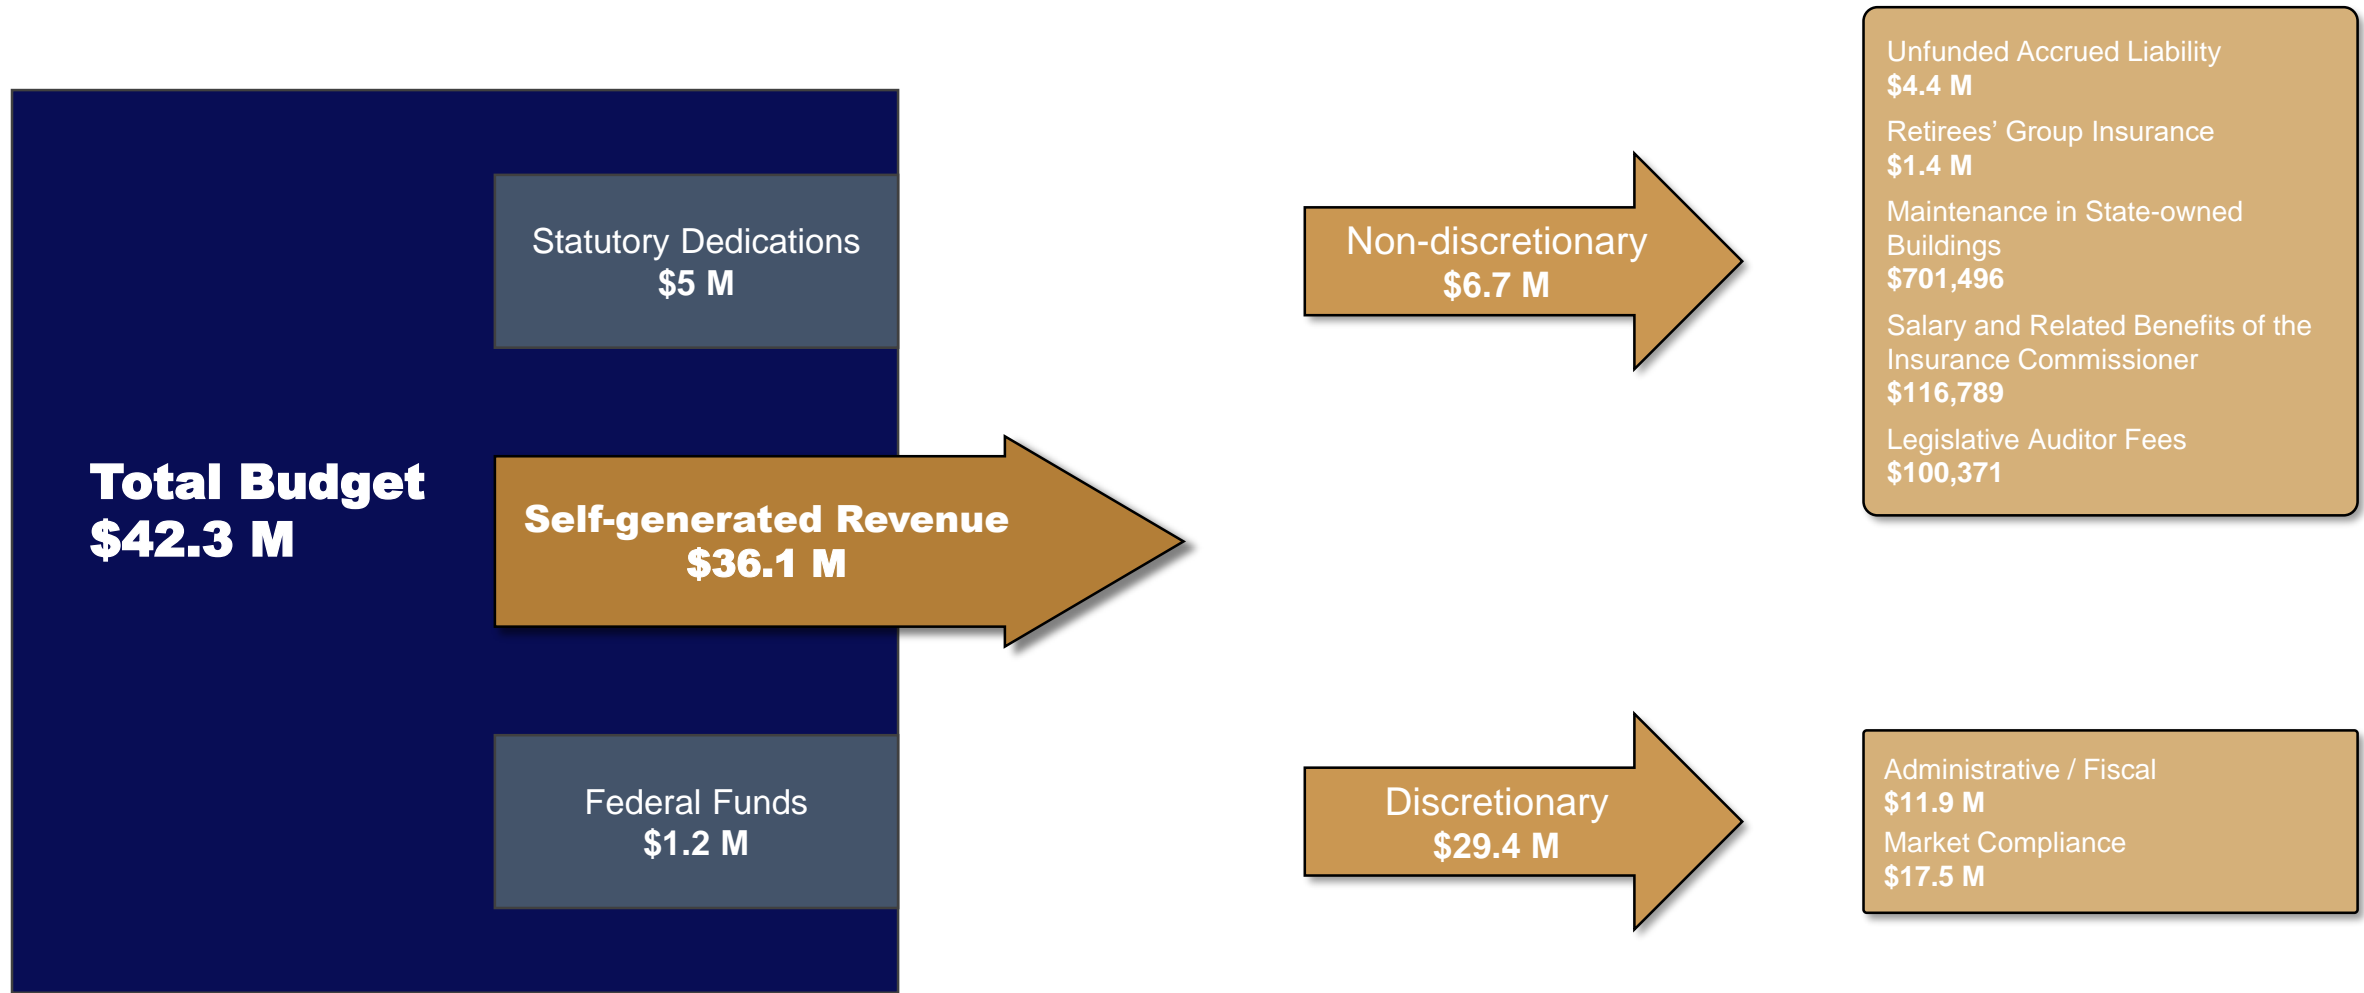 Total Budget
$42.3 M
Statutory Dedications
$5 M
Self-generated Revenue
$36.1 M
Federal Funds
$1.2 M
Non-discretionary
$6.7 M
Discretionary
$29.4 M
Unfunded Accrued Liability
$4.4 M
Retirees’ Group Insurance
$1.4 M
Maintenance in State-owned
Buildings
$701,496
Salary and Related Benefits of the
Insurance Commissioner
$116,789
Legislative Auditor Fees
$100,371
Administrative / Fiscal
$11.9 M
Market Compliance
$17.5 M